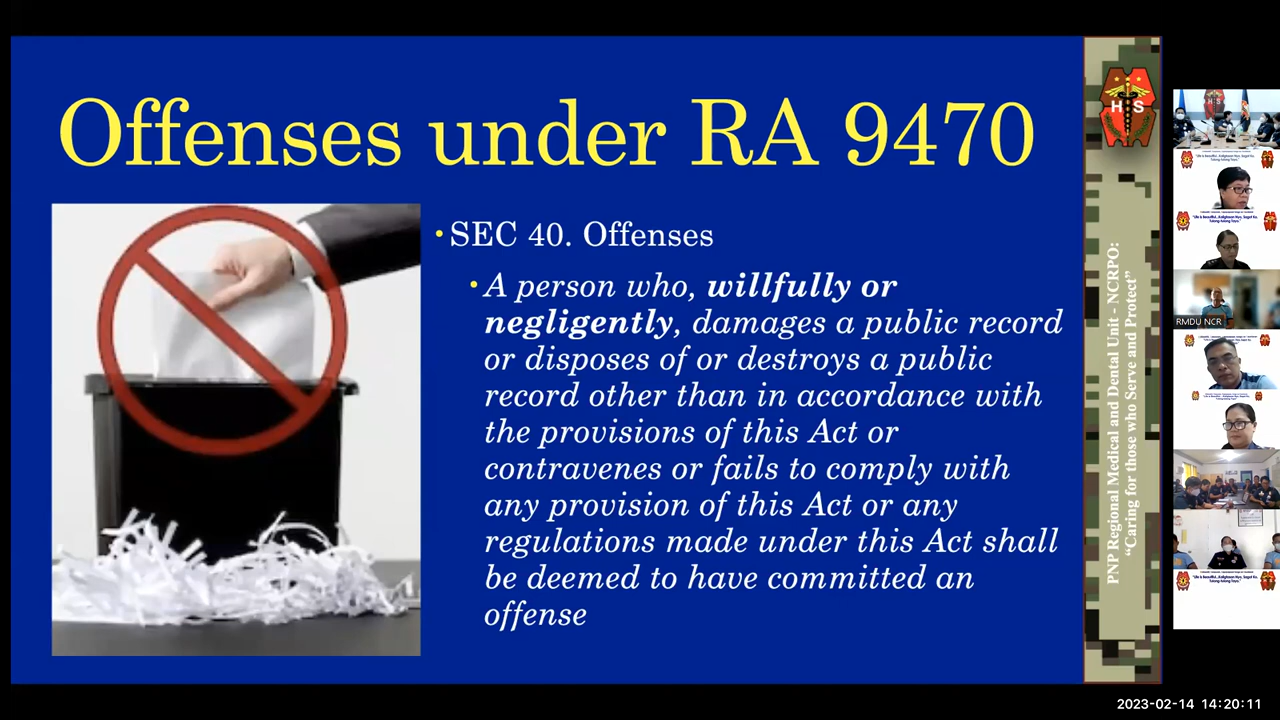 Offenses under RA 9470
• SEC 40. Offenses
• A person who, willfully or
negligently, damages a public record
or disposes of or destroys a public
record other than in accordance with
the provisions of this Act or
contravenes or fails to comply with
any provision of this Act or any
regulations made under this Act shall
be deemed to have committed an
offense
H S
PNP Regional Medical and Dental Unit - NCRPO:
"Caring for those who Serve and Protect"
RMDU NCR
2023-02-14 14:20:11